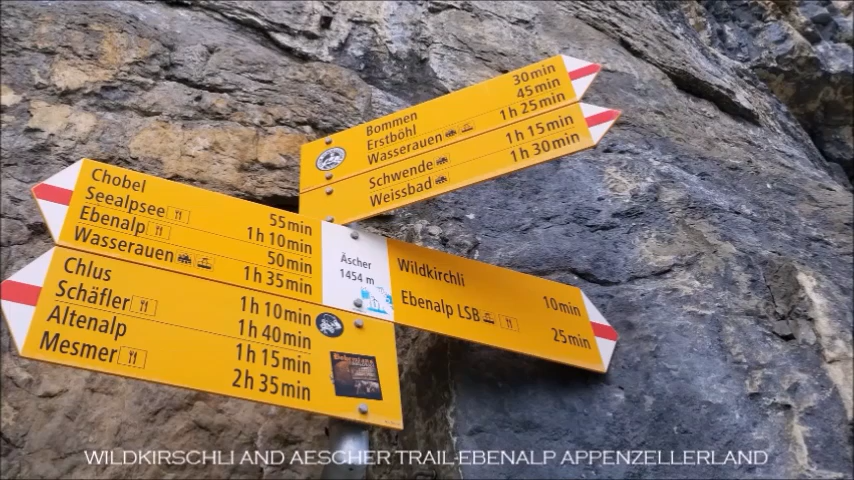 Bommen 30min
Erstböhl 45min
Wasserauen 1h 25min
Schwende 1h 15min
Weissbad 1h 30min
Chobel 55min
Seealpsee 1h 10min
Ebenalp 50min
Wasserauen 1h 35min
Äscher
1454 m
Wildkirchli 10min
Ebenalp LSB 25min
Chlus 1h 10min
Schäfler 1h 40min
Altenalp 1h 15min
Mesmer 2h 35min
WILDKIRSCHLI AND AESCHER TRAIL-EBENALP APPENZELLERLAND